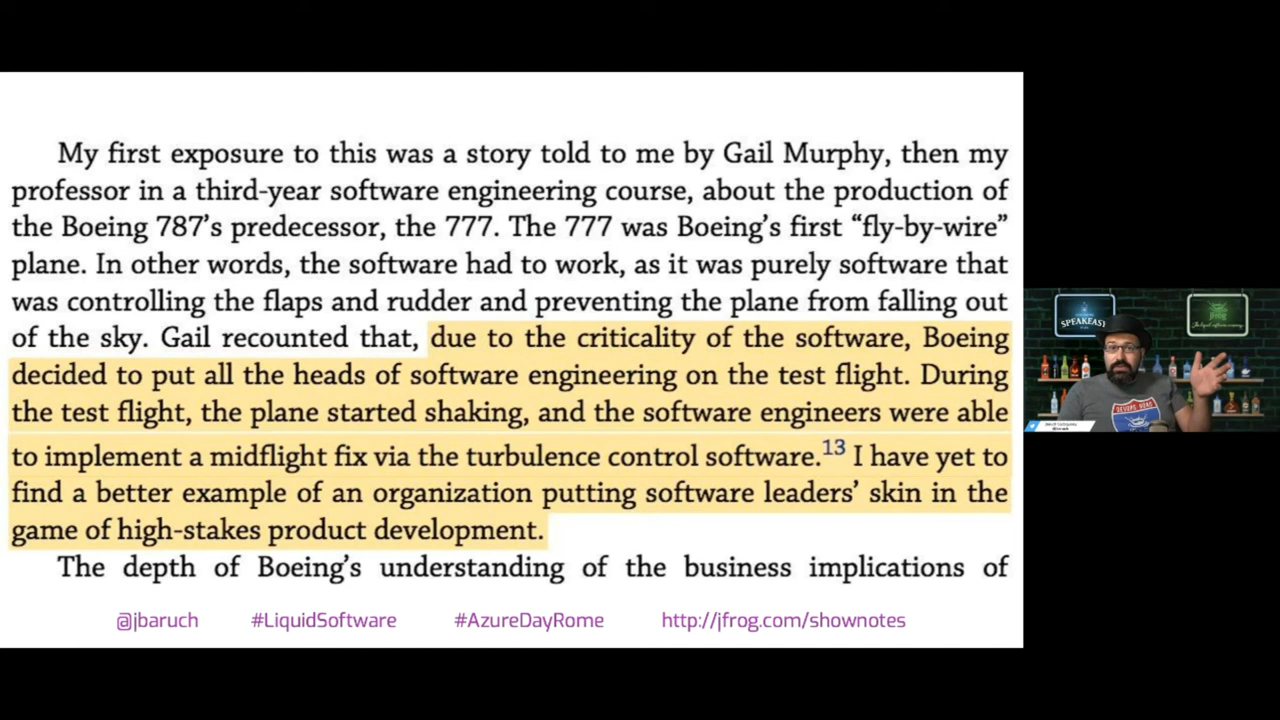 My first exposure to this was a story told to me by Gail Murphy, then my
professor in a third-year software engineering course, about the production of
the Boeing 787’s predecessor, the 777. The 777 was Boeing’s first “fly-by-wire”
plane. In other words, the software had to work, as it was purely software that
was controlling the flaps and rudder and preventing the plane from falling out
of the sky. Gail recounted that, due to the criticality of the software, Boeing
decided to put all the heads of software engineering on the test flight. During
the test flight, the plane started shaking, and the software engineers were able
to implement a midflight fix via the turbulence control software.13 I have yet to
find a better example of an organization putting software leaders’ skin in the
game of high-stakes product development.
The depth of Boeing’s understanding of the business implications of
@jbaruch #LiquidSoftware #AzureDayRome http://jfrog.com/shownotes
SPEAKEASY
DEVOPS